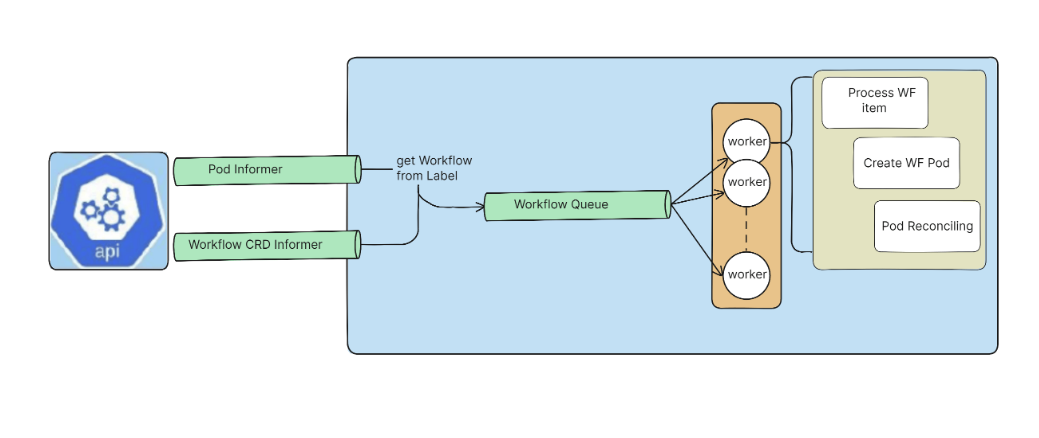 api
Pod Informer
Workflow CRD Informer
get Workflow
from Label
Workflow Queue
worker
worker
worker
Process WF
item
Create WF Pod
Pod Reconciling